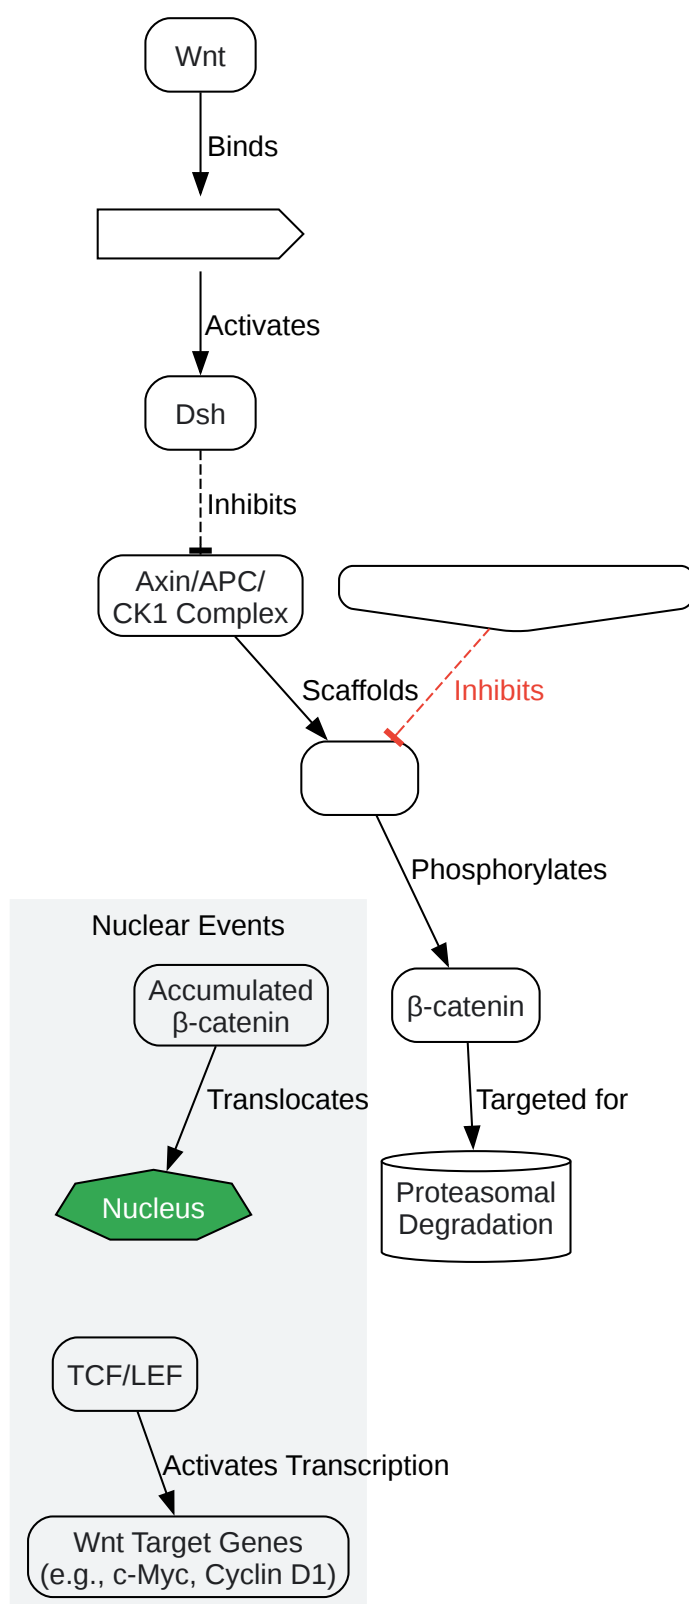 Wnt
Binds
Activates
Dsh
Inhibits
Axin/APC/
CK1 Complex
Scaffolds
Inhibits
Phosphorylates
Nuclear Events
Accumulated
β-catenin
β-catenin
Translocates
Targeted for
Nucleus
Proteasomal
Degradation
TCF/LEF
Activates Transcription
Wnt Target Genes
(e.g., c-Myc, Cyclin D1)